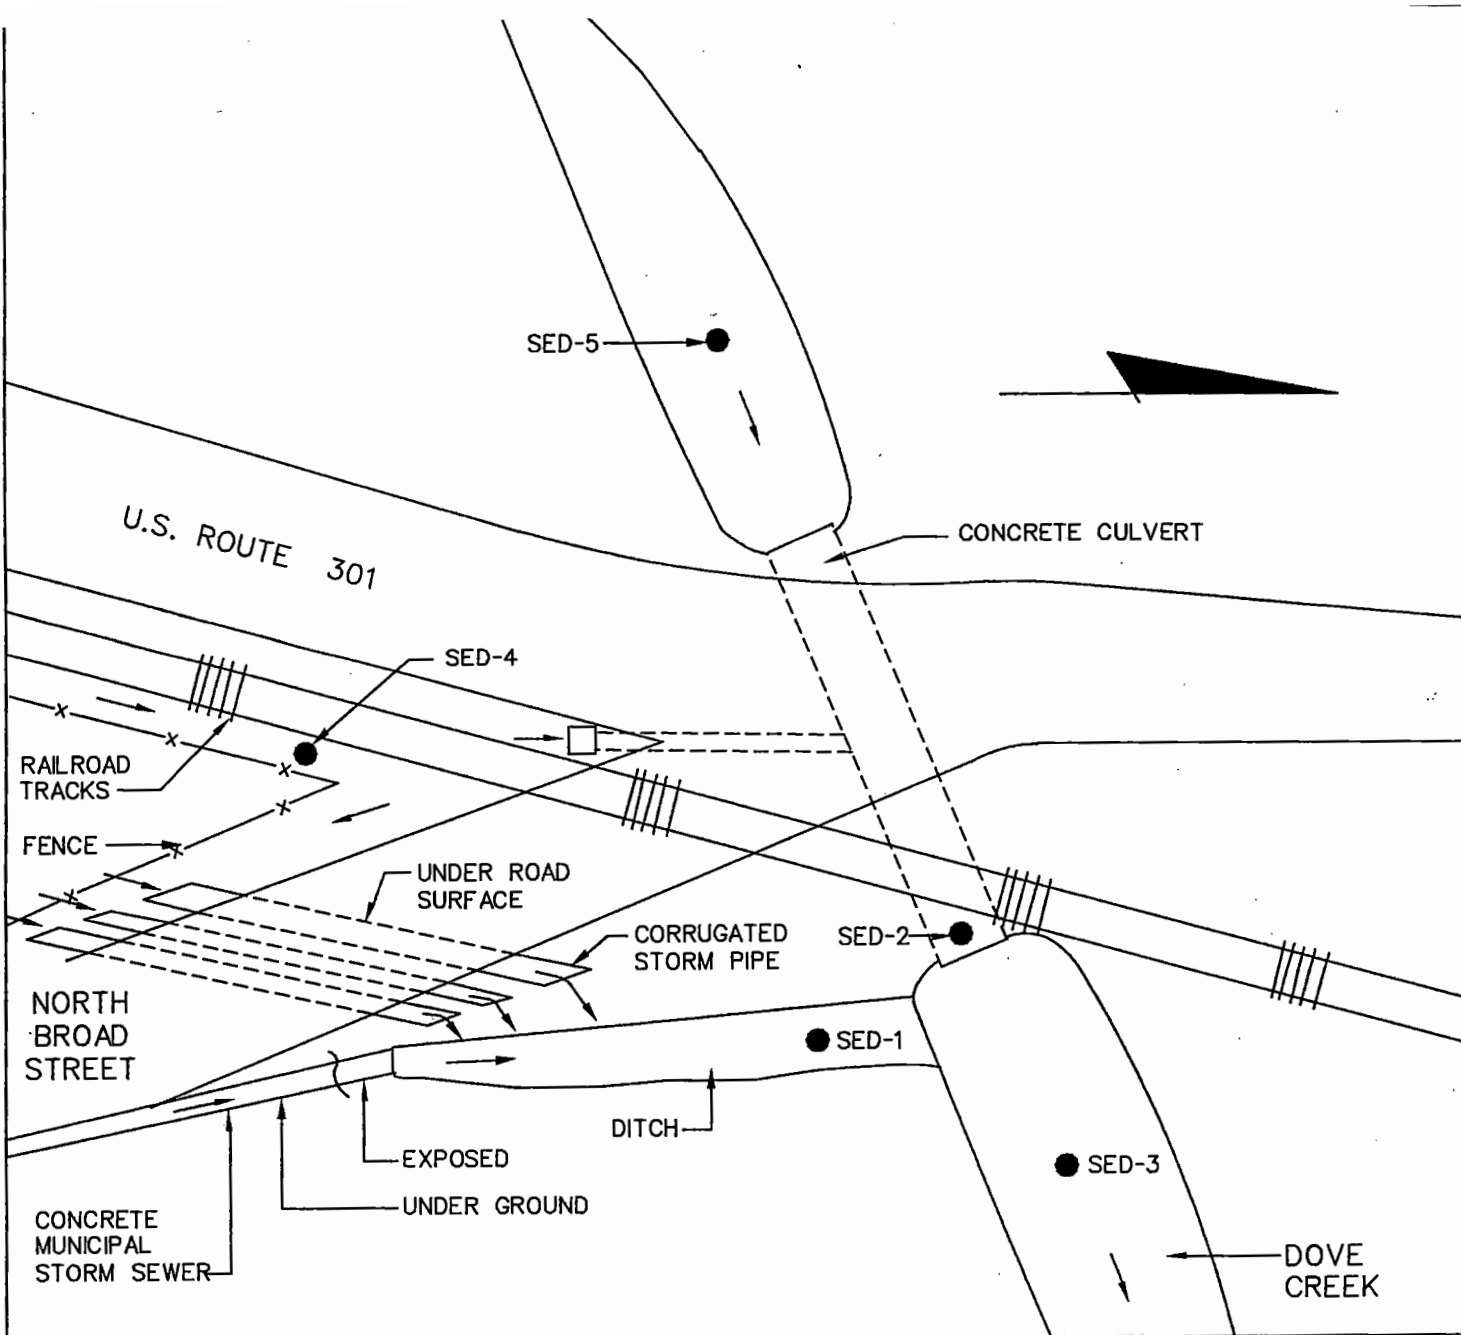 SED-5
CONCRETE CULVERT
U.S. ROUTE 301
SED-4
RAILROAD
TRACKS
FENCE
UNDER ROAD
SURFACE
CORRUGATED
STORM PIPE
SED-2
NORTH
BROAD
STREET
SED-1
DITCH
EXPOSED
SED-3
UNDER GROUND
CONCRETE
MUNICIPAL
STORM SEWER
DOVE
CREEK